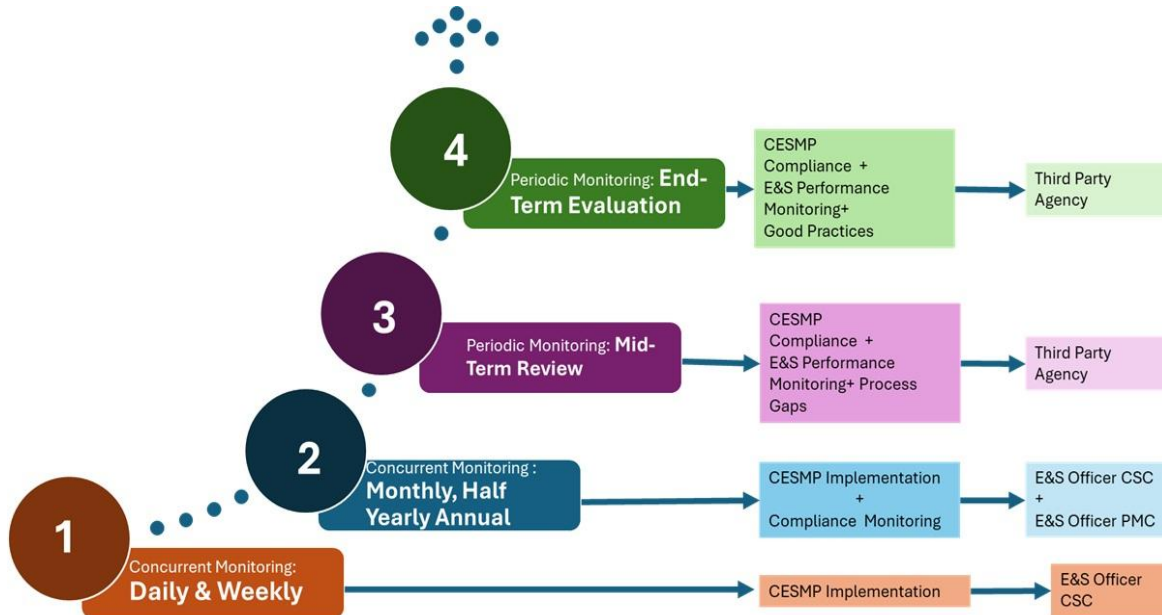 4
Periodic Monitoring: End-
Term Evaluation
CESMP
Compliance +
E&S Performance
Monitoring+
Good Practices
Third Party
Agency
3
Periodic Monitoring: Mid-
Term Review
CESMP
Compliance +
E&S Performance
Monitoring+ Process
Gaps
Third Party
Agency
2
Concurrent Monitoring :
Monthly, Half
Yearly Annual
CESMP Implementation
+
Compliance Monitoring
E&S Officer CSC
+
E&S Officer PMC
1
Concurrent Monitoring:
Daily & Weekly
CESMP Implementation
E&S Officer
CSC